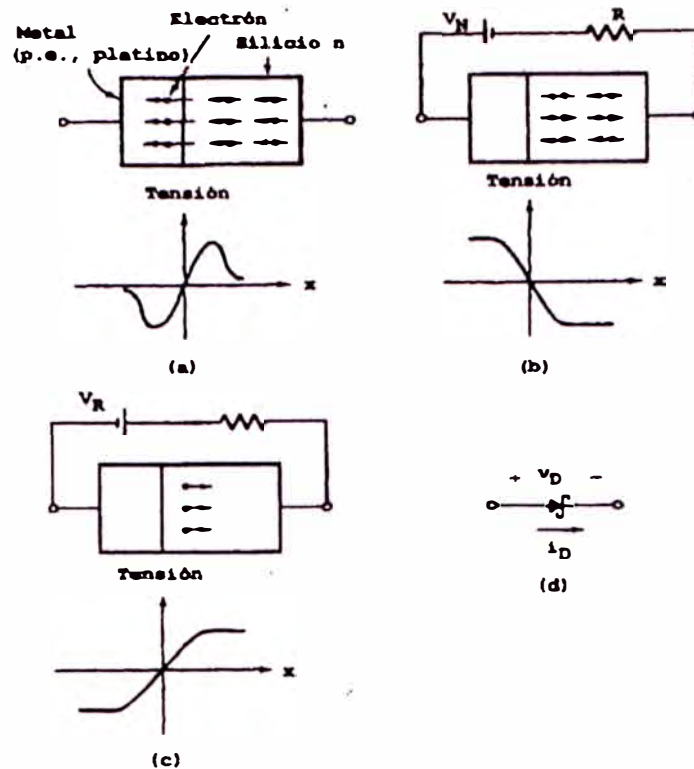 Electrón
Metal
(p.e., platino)
Silicio n
Tensión
x
(a)
V_N
R
Tensión
x
(b)
V_R
Tensión
x
(c)
+ v_D -
i_D
(d)